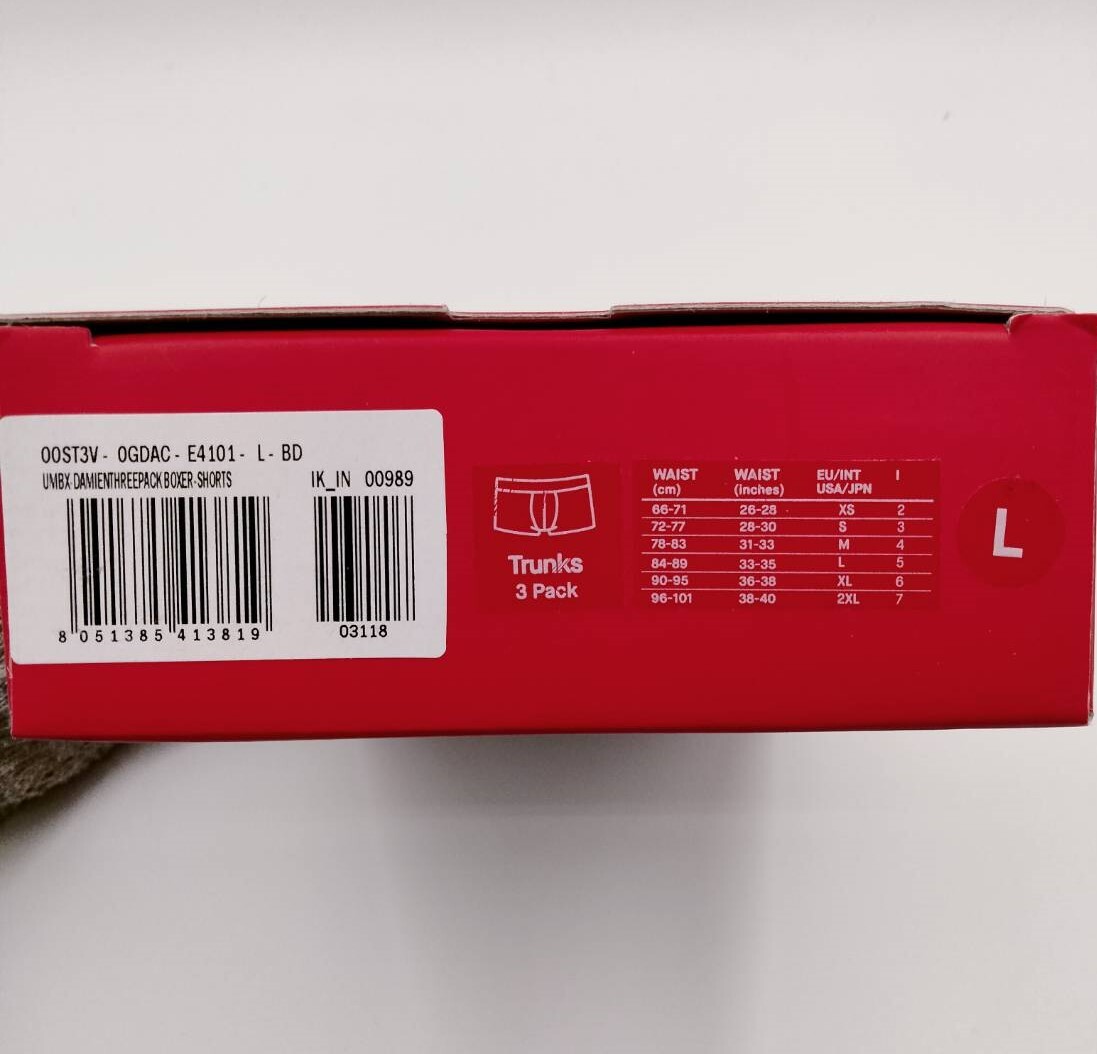 00ST3V - 0GDAC - E4101 - L - BD
UMBX-DAMIENTHREEPACK BOXER-SHORTS IK_IN 00989
8 051385 413819
03118
Trunks
3 Pack
WAIST (cm) WAIST (inches) EU/INT USA/JPN I
66-71 26-28 XS 2
72-77 28-30 S 3
78-83 31-33 M 4
84-89 33-35 L 5
90-95 36-38 XL 6
96-101 38-40 2XL 7
L